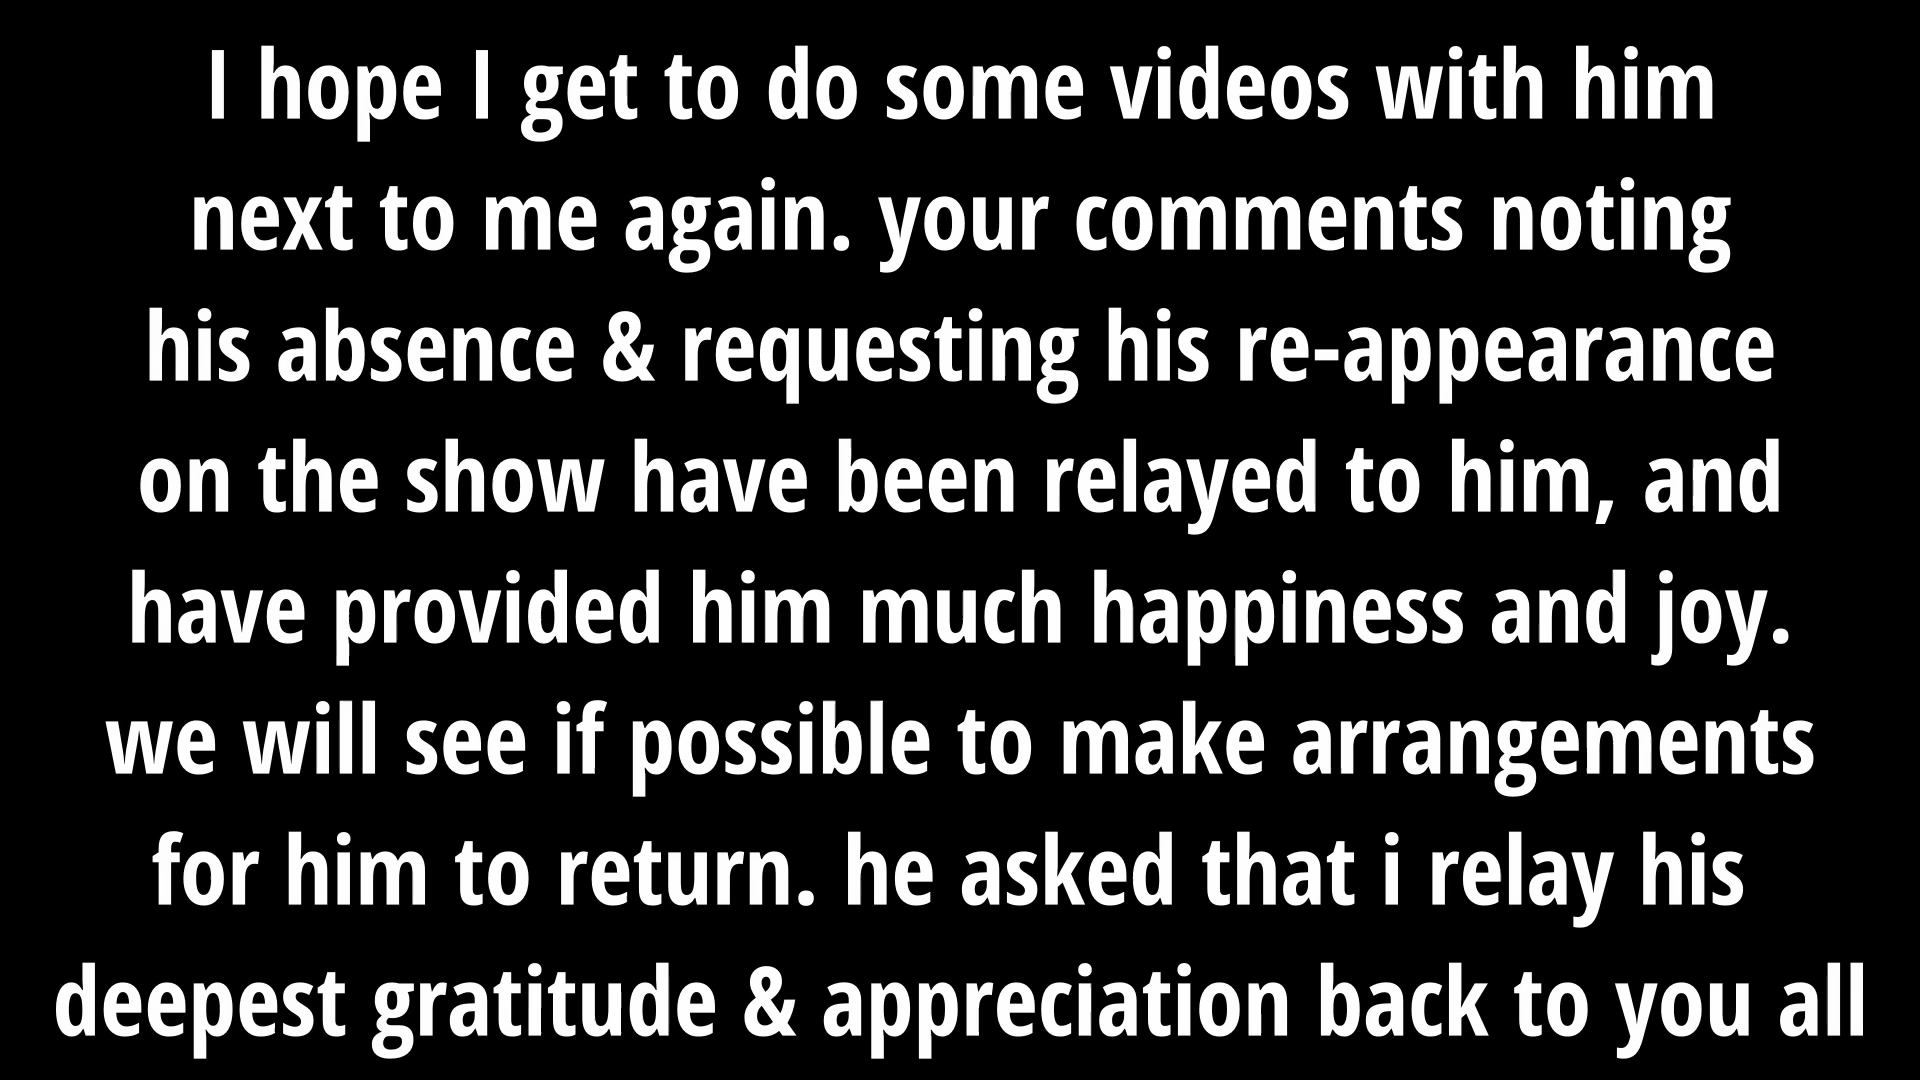 I hope I get to do some videos with him
next to me again. your comments noting
his absence & requesting his re-appearance
on the show have been relayed to him, and
have provided him much happiness and joy.
we will see if possible to make arrangements
for him to return. he asked that i relay his
deepest gratitude & appreciation back to you all